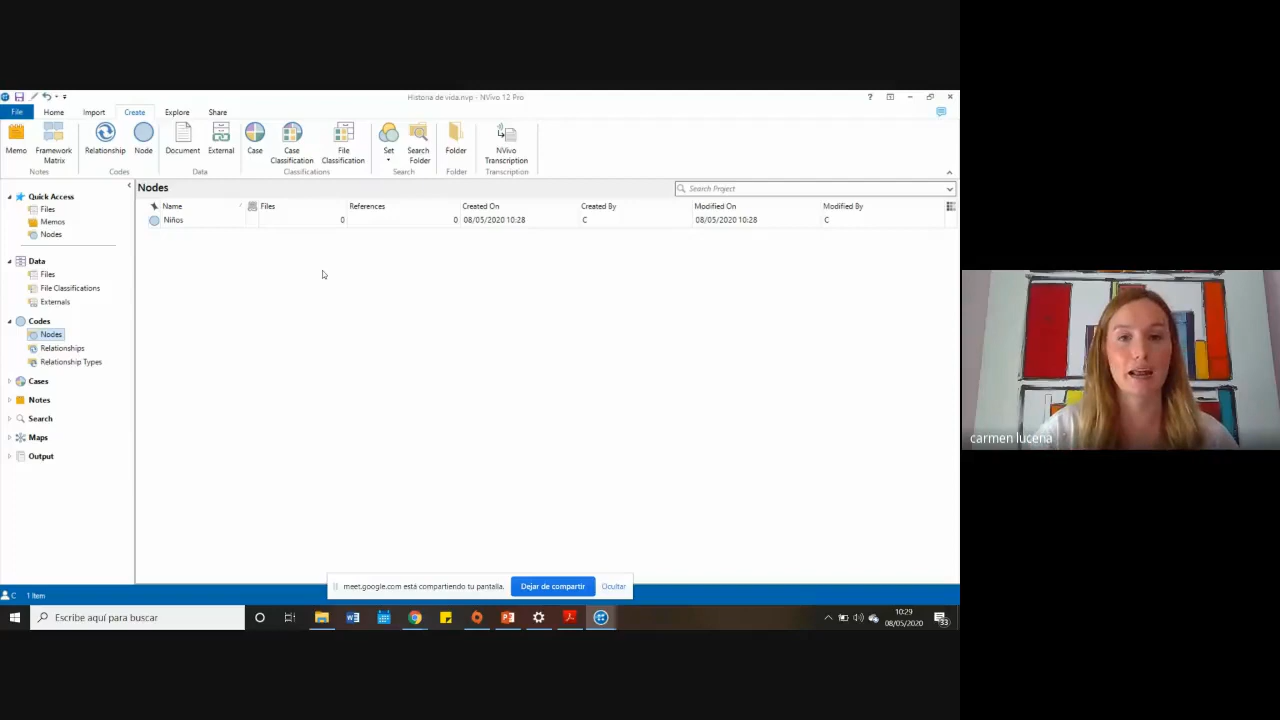 Historia de vida.nvp - NVivo 12 Pro
File Home Import Create Explore Share
Memo Framework Matrix Relationship Node Document External Case Case Classification File Classification Set Search Folder Folder NVivo Transcription
Notes Codes Data Classifications Search Folder Transcription
Quick Access
Files
Memos
Nodes
Data
Files
File Classifications
Externals
Codes
Nodes
Relationships
Relationship Types
Cases
Notes
Search
Maps
Output
Nodes
Search Project
Name Files References Created On Created By Modified On Modified By
Niños 0 0 08/05/2020 10:28 C 08/05/2020 10:28 C
carmen lucena
meet.google.com está compartiendo tu pantalla. Dejar de compartir Ocultar
C 1 Item
Escribe aquí para buscar
10:29
08/05/2020
33